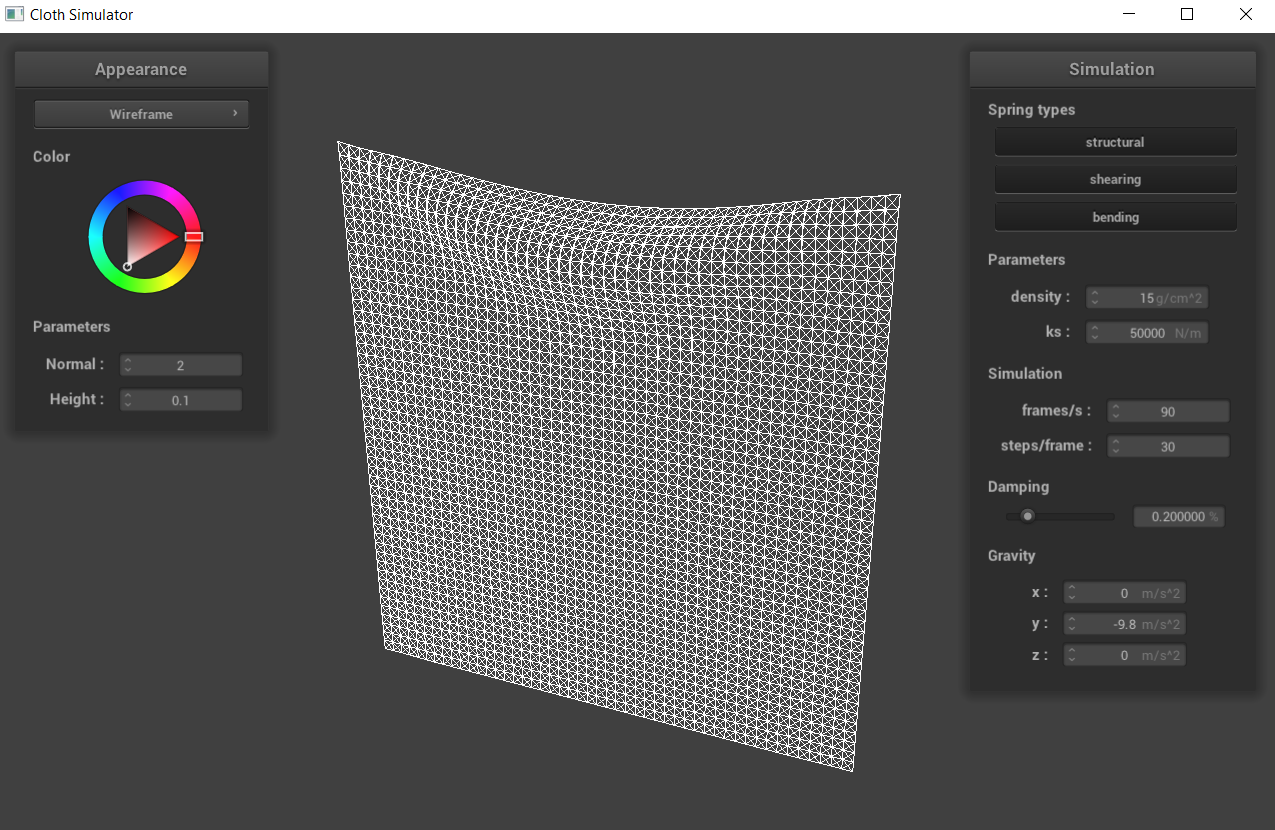 Cloth Simulator
Appearance
Wireframe
Color
Parameters
Normal : 2
Height : 0.1
Simulation
Spring types
structural
shearing
bending
Parameters
density : 15 g/cm^2
ks : 50000 N/m
Simulation
frames/s : 90
steps/frame : 30
Damping
0.200000 %
Gravity
x : 0 m/s^2
y : -9.8 m/s^2
z : 0 m/s^2